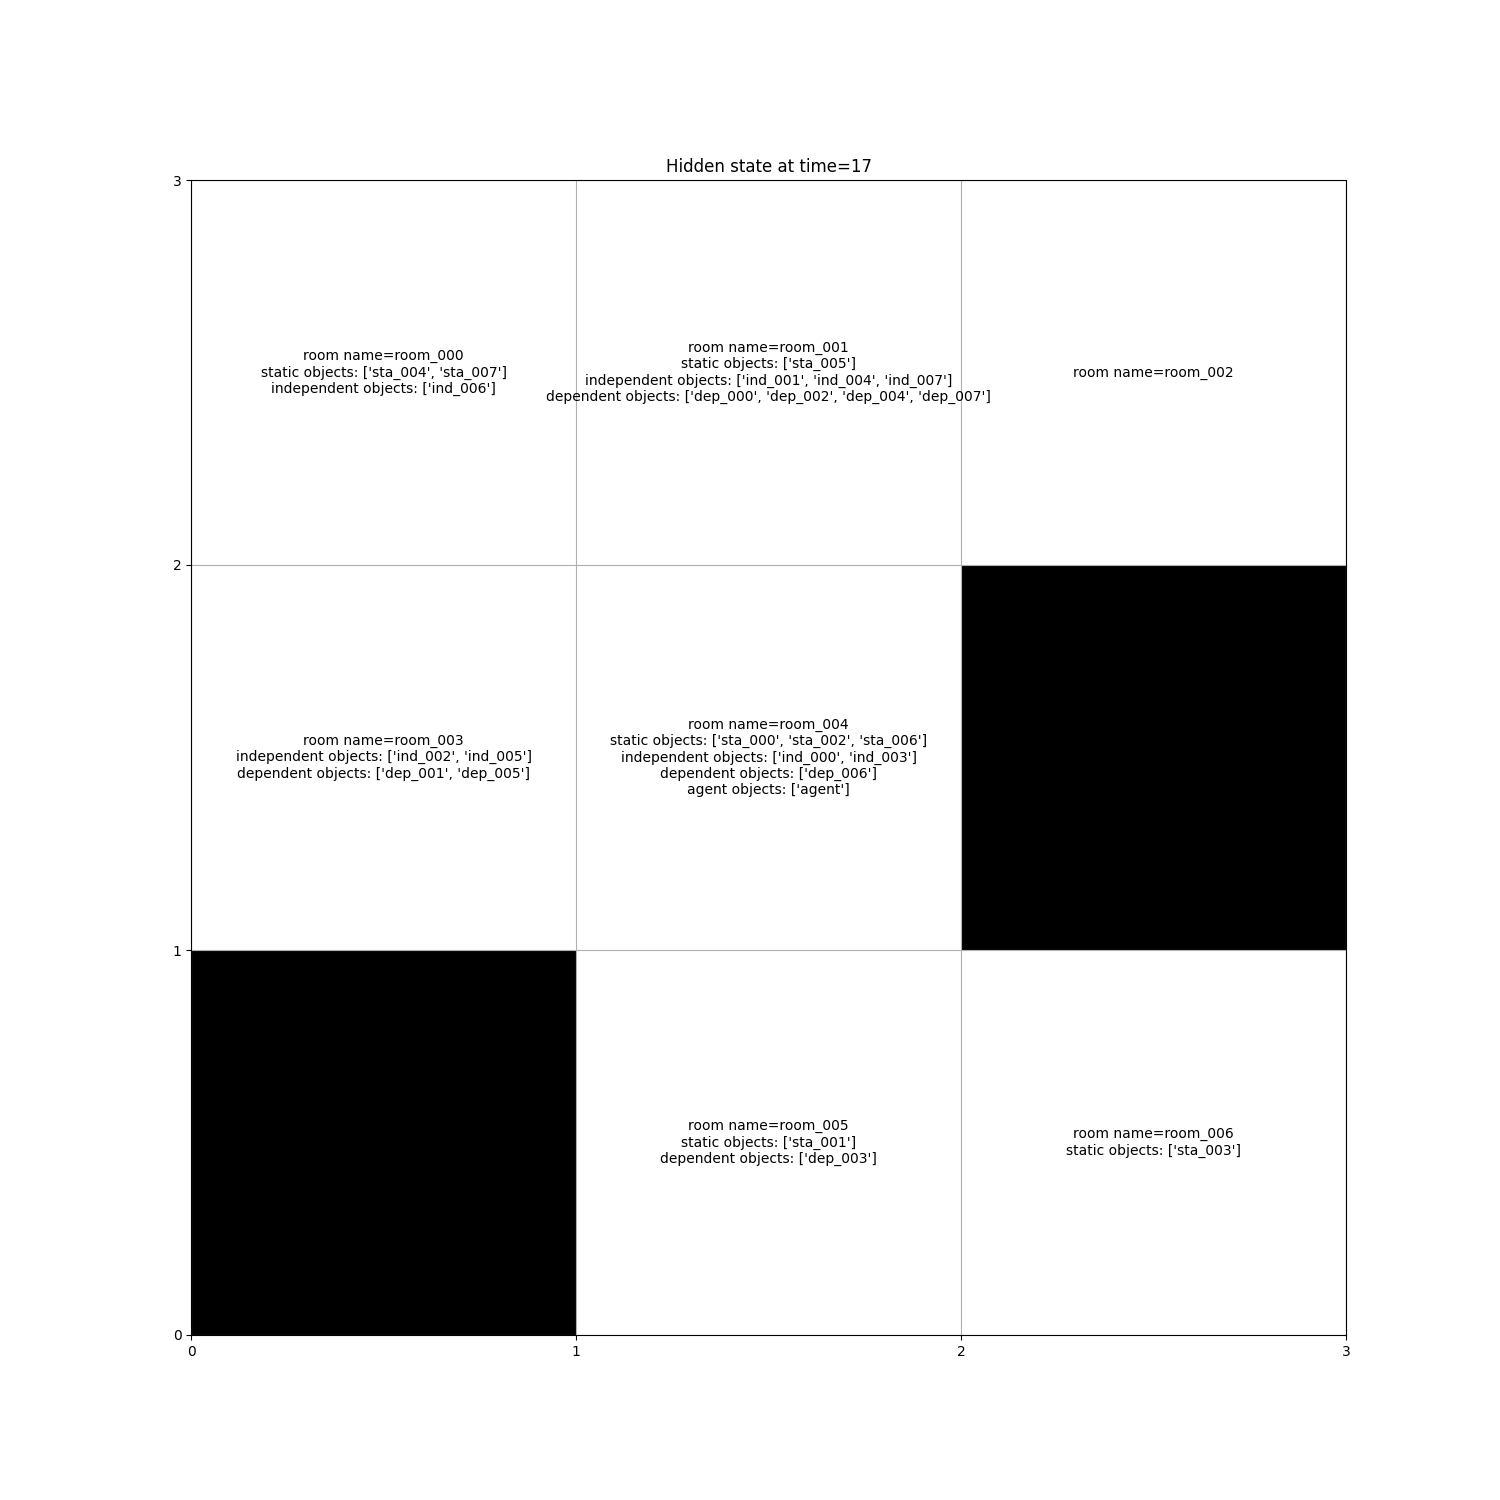 Hidden state at time=17
3
room name=room_000
static objects: ['sta_004', 'sta_007']
independent objects: ['ind_006']
room name=room_001
static objects: ['sta_005']
independent objects: ['ind_001', 'ind_004', 'ind_007']
dependent objects: ['dep_000', 'dep_002', 'dep_004', 'dep_007']
room name=room_002
2
room name=room_003
independent objects: ['ind_002', 'ind_005']
dependent objects: ['dep_001', 'dep_005']
room name=room_004
static objects: ['sta_000', 'sta_002', 'sta_006']
independent objects: ['ind_000', 'ind_003']
dependent objects: ['dep_006']
agent objects: ['agent']
1
room name=room_005
static objects: ['sta_001']
dependent objects: ['dep_003']
room name=room_006
static objects: ['sta_003']
0
0 1 2 3